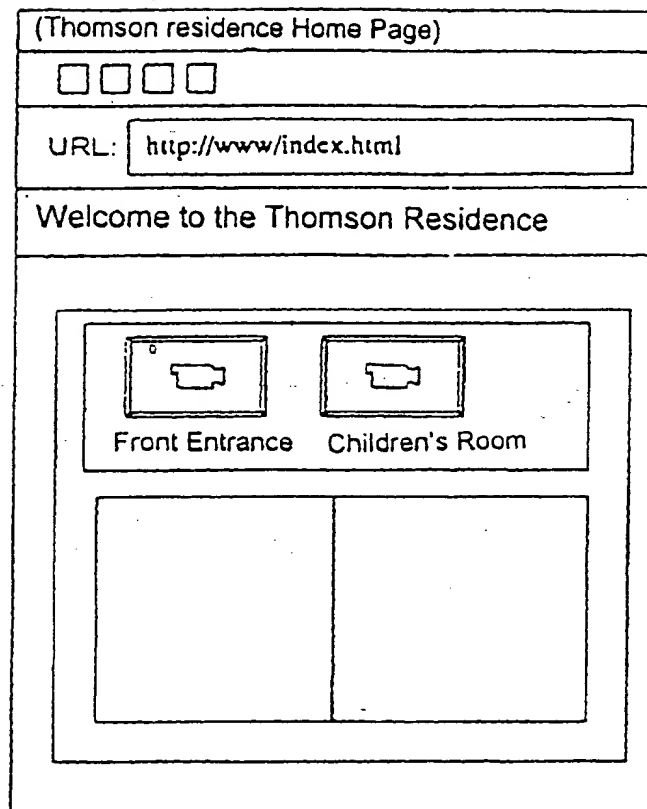 (Thomson residence Home Page)
URL: http://www/index.html
Welcome to the Thomson Residence
Front Entrance Children's Room